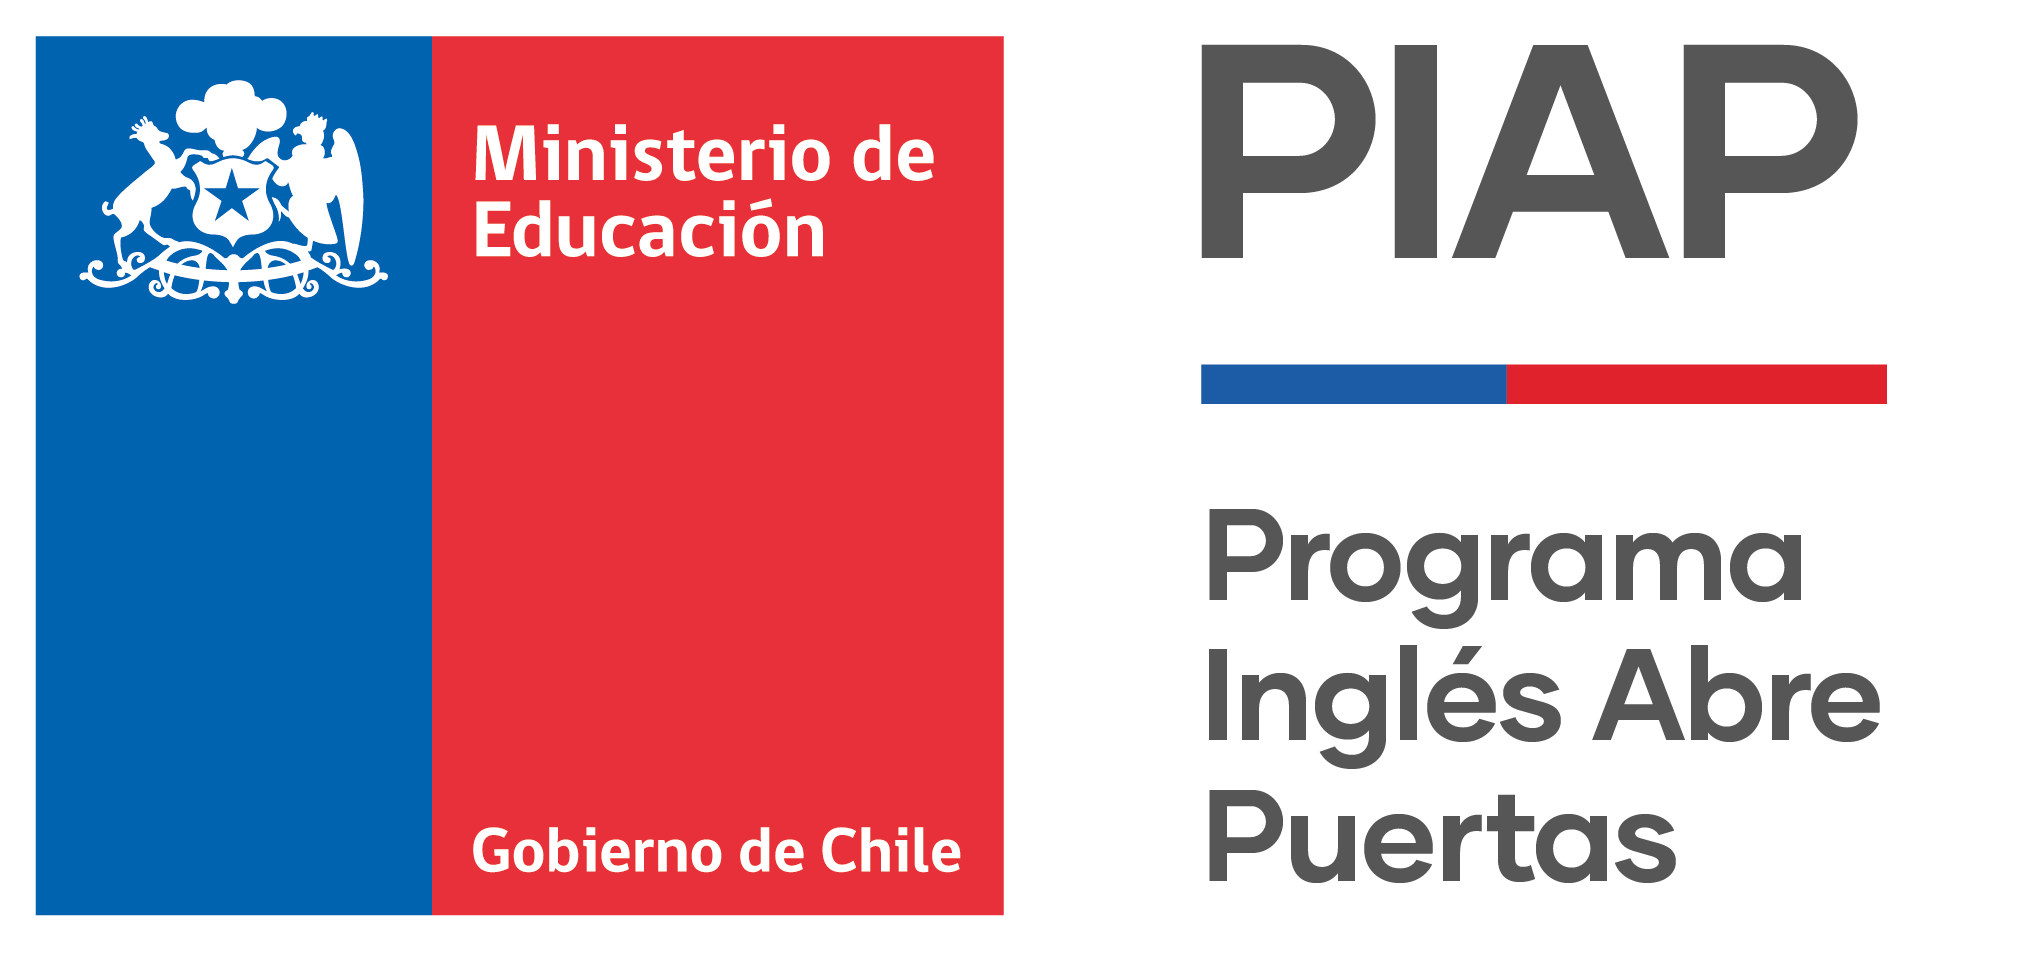 Ministerio de
Educación
Gobierno de Chile
PIAP
Programa
Inglés Abre
Puertas